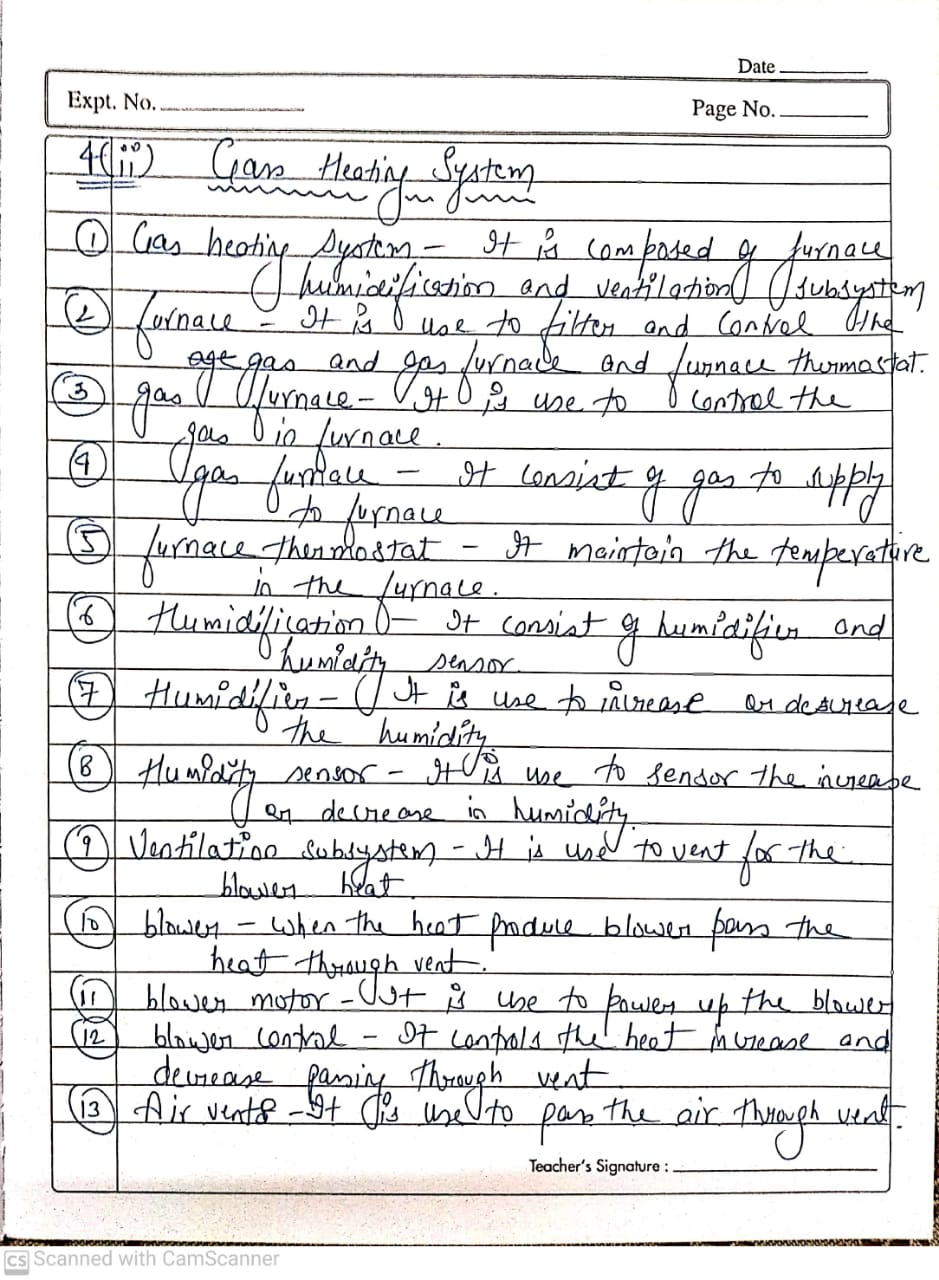 Date
Expt. No.
Page No.
4(ii) Gas Heating System
1 Gas heating system – It is composed of furnace
humidification and ventilation subsystem
2 furnace – It is use to filter and control the
gas and gas furnace and furnace thermostat.
3 gas furnace – It is use to control the
gas in furnace.
4 gas furnace – It consist of gas to supply
to furnace
5 furnace thermostat – It maintain the temperature
in the furnace.
6 Humidification – It consist of humidifier and
humidity sensor.
7 Humidifier – It is use to increase or decrease
the humidity
8 Humidity sensor – It is use to sensor the increase
or decrease in humidity.
9 Ventilation subsystem – It is use to vent for the
blower heat
10 blower – when the heat produce blower pass the
heat through vent.
11 blower motor – It is use to power up the blower
12 blower control – It controls the heat increase and
decrease passing through vent
13 Air vents – It is use to pass the air through vent.
Teacher's Signature :
CS Scanned with CamScanner